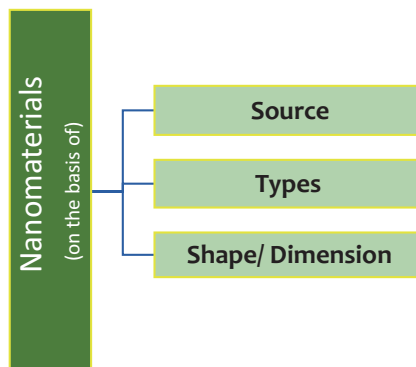 Nanomaterials
(on the basis of)
Source
Types
Shape/ Dimension